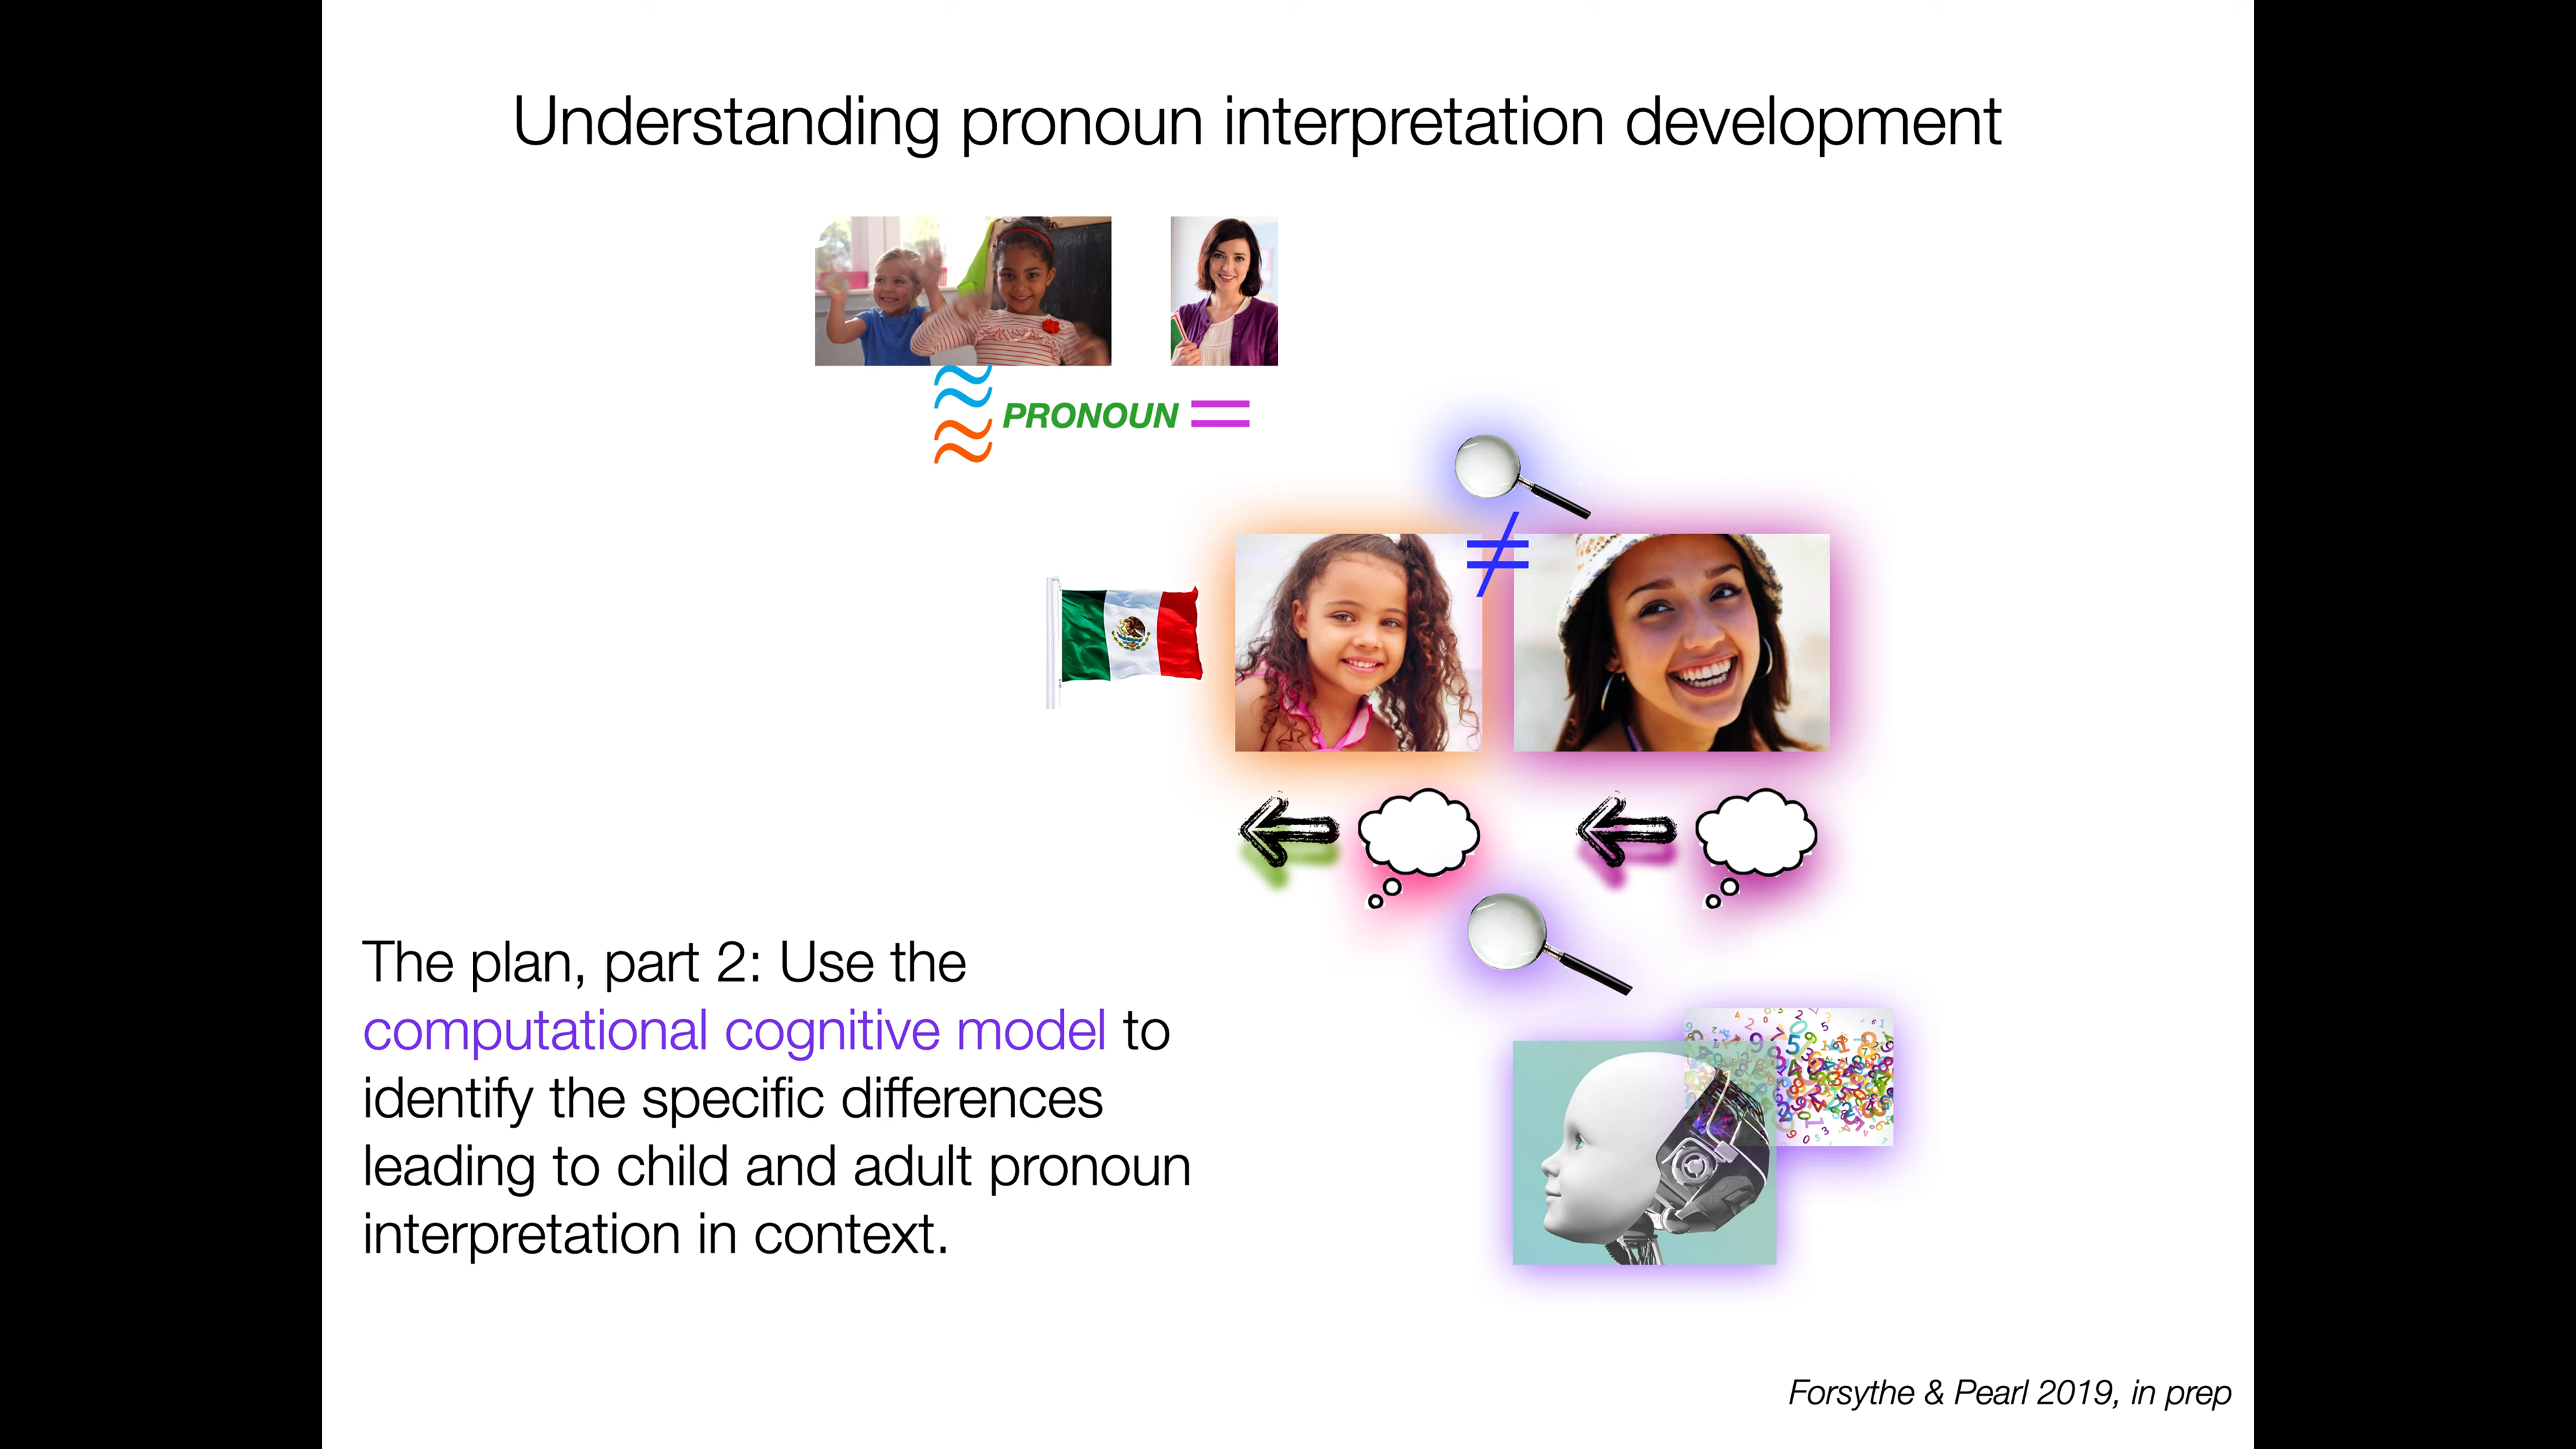 Understanding pronoun interpretation development
PRONOUN
The plan, part 2: Use the
computational cognitive model to
identify the specific differences
leading to child and adult pronoun
interpretation in context.
Forsythe & Pearl 2019, in prep